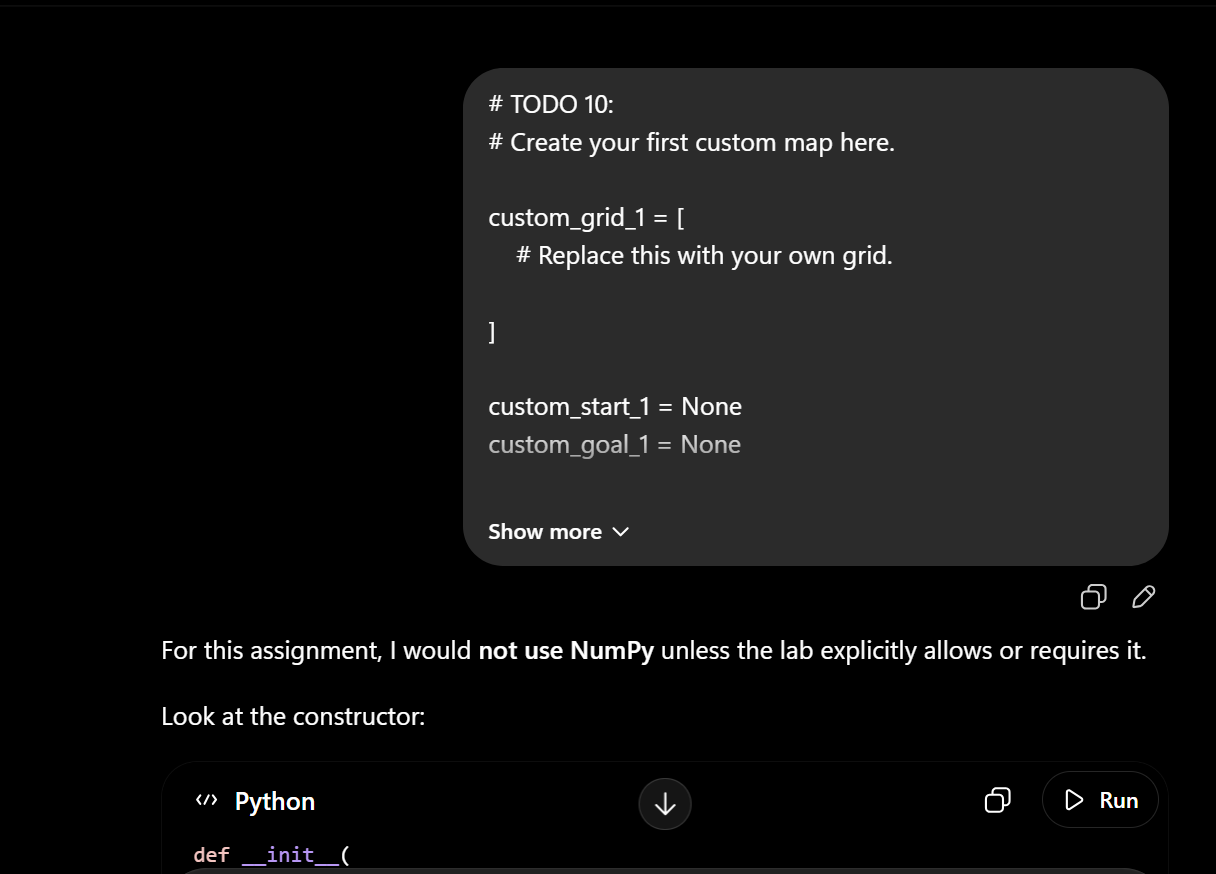 # TODO 10:
# Create your first custom map here.
custom_grid_1 = [
# Replace this with your own grid.
]
custom_start_1 = None
custom_goal_1 = None
Show more
For this assignment, I would not use NumPy unless the lab explicitly allows or requires it.
Look at the constructor:
Python
Run
def __init__(